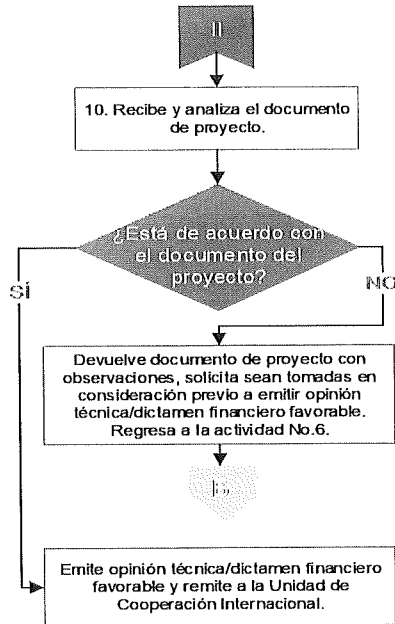 II
10. Recibe y analiza el documento
de proyecto.
¿Está de acuerdo con
el documento del
proyecto?
SÍ
NO
Devuelve documento de proyecto con
observaciones, solicita sean tomadas en
consideración previo a emitir opinión
técnica/dictamen financiero favorable.
Regresa a la actividad No.6.
Emite opinión técnica/dictamen financiero
favorable y remite a la Unidad de
Cooperación Internacional.